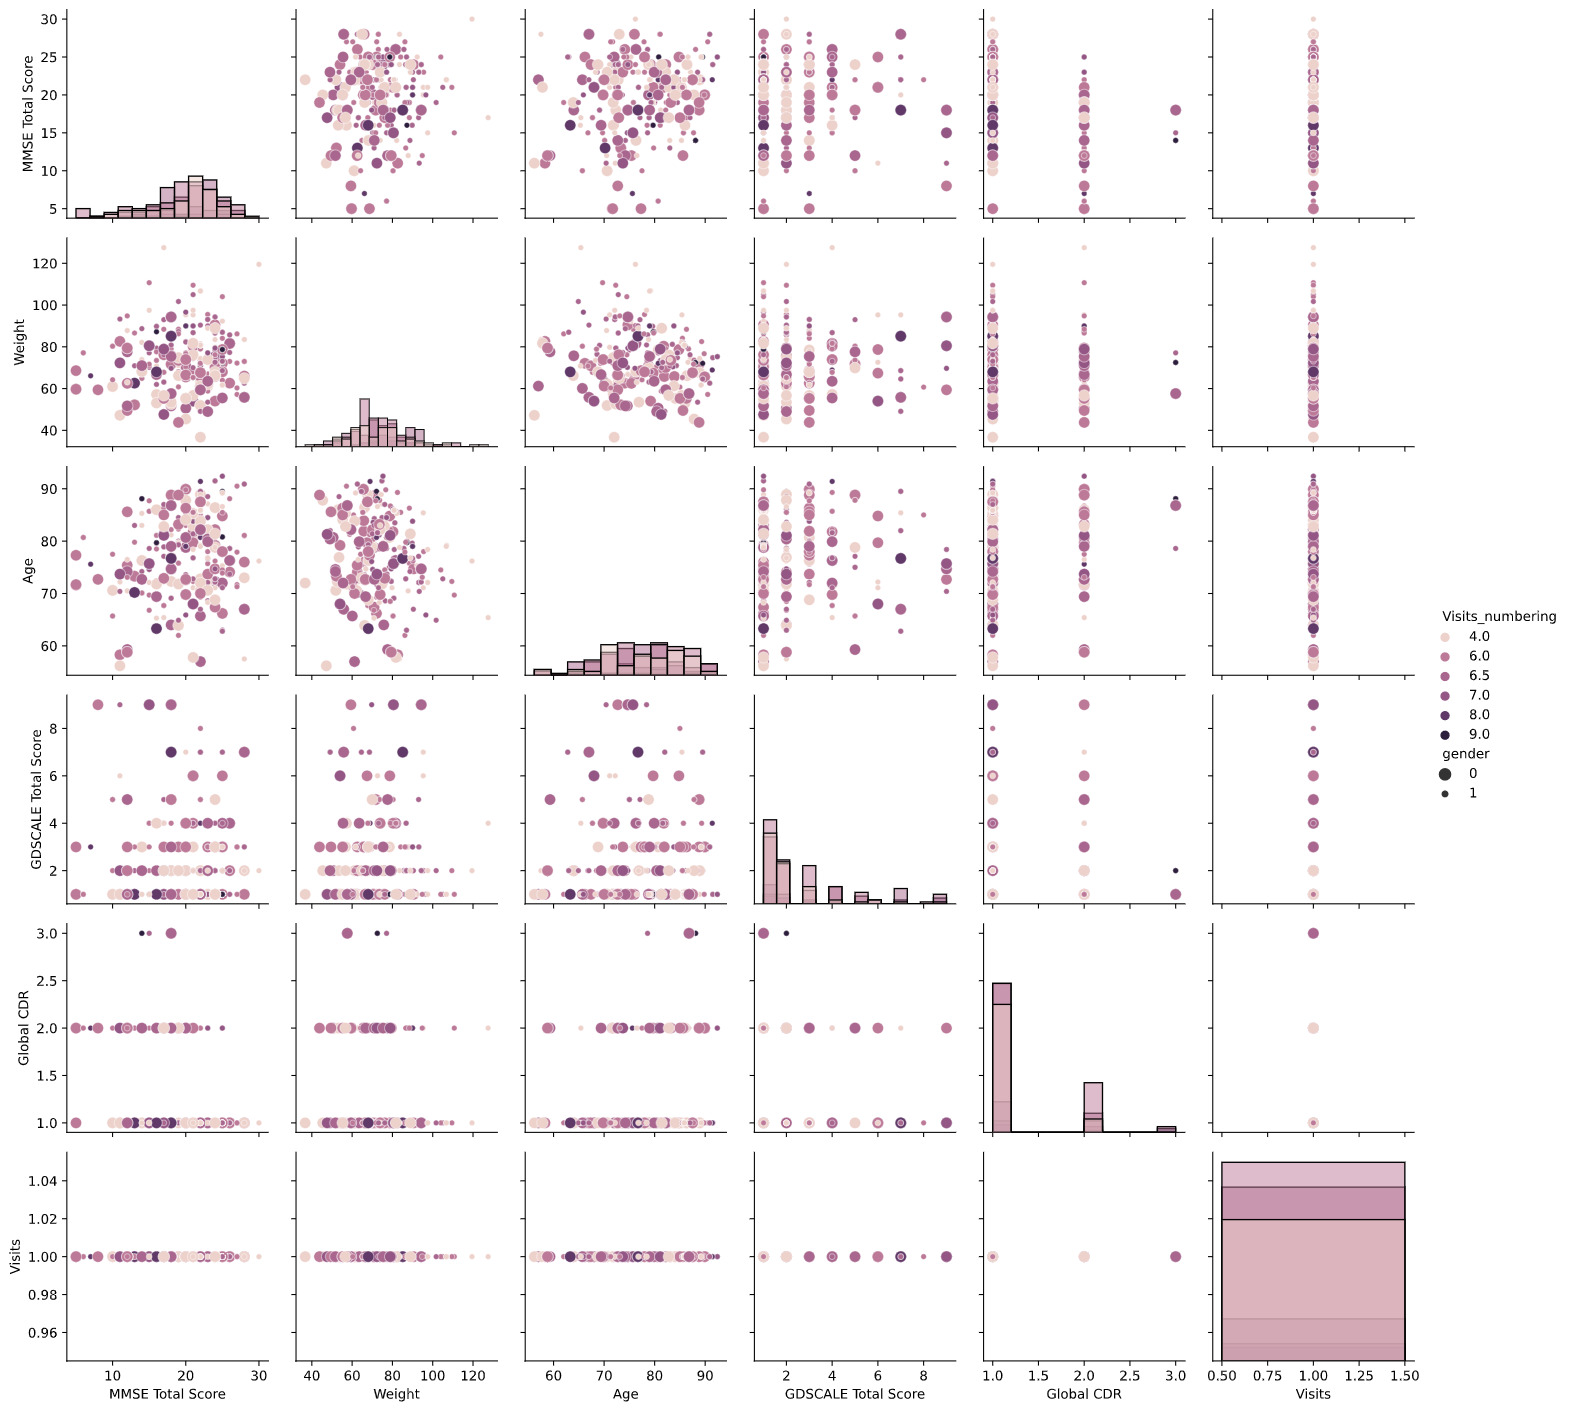 30
25
20
15
10
5
MMSE Total Score
120
100
80
60
40
Weight
90
80
70
60
Age
8
6
4
2
GDSCALE Total Score
3.0
2.5
2.0
1.5
1.0
Global CDR
1.04
1.02
1.00
0.98
0.96
Visits
10 20 30
MMSE Total Score
40 60 80 100 120
Weight
60 70 80 90
Age
2 4 6 8
GDSCALE Total Score
1.0 1.5 2.0 2.5 3.0
Global CDR
0.50 0.75 1.00 1.25 1.50
Visits
Visits_numbering
4.0
6.0
6.5
7.0
8.0
9.0
gender
0
1